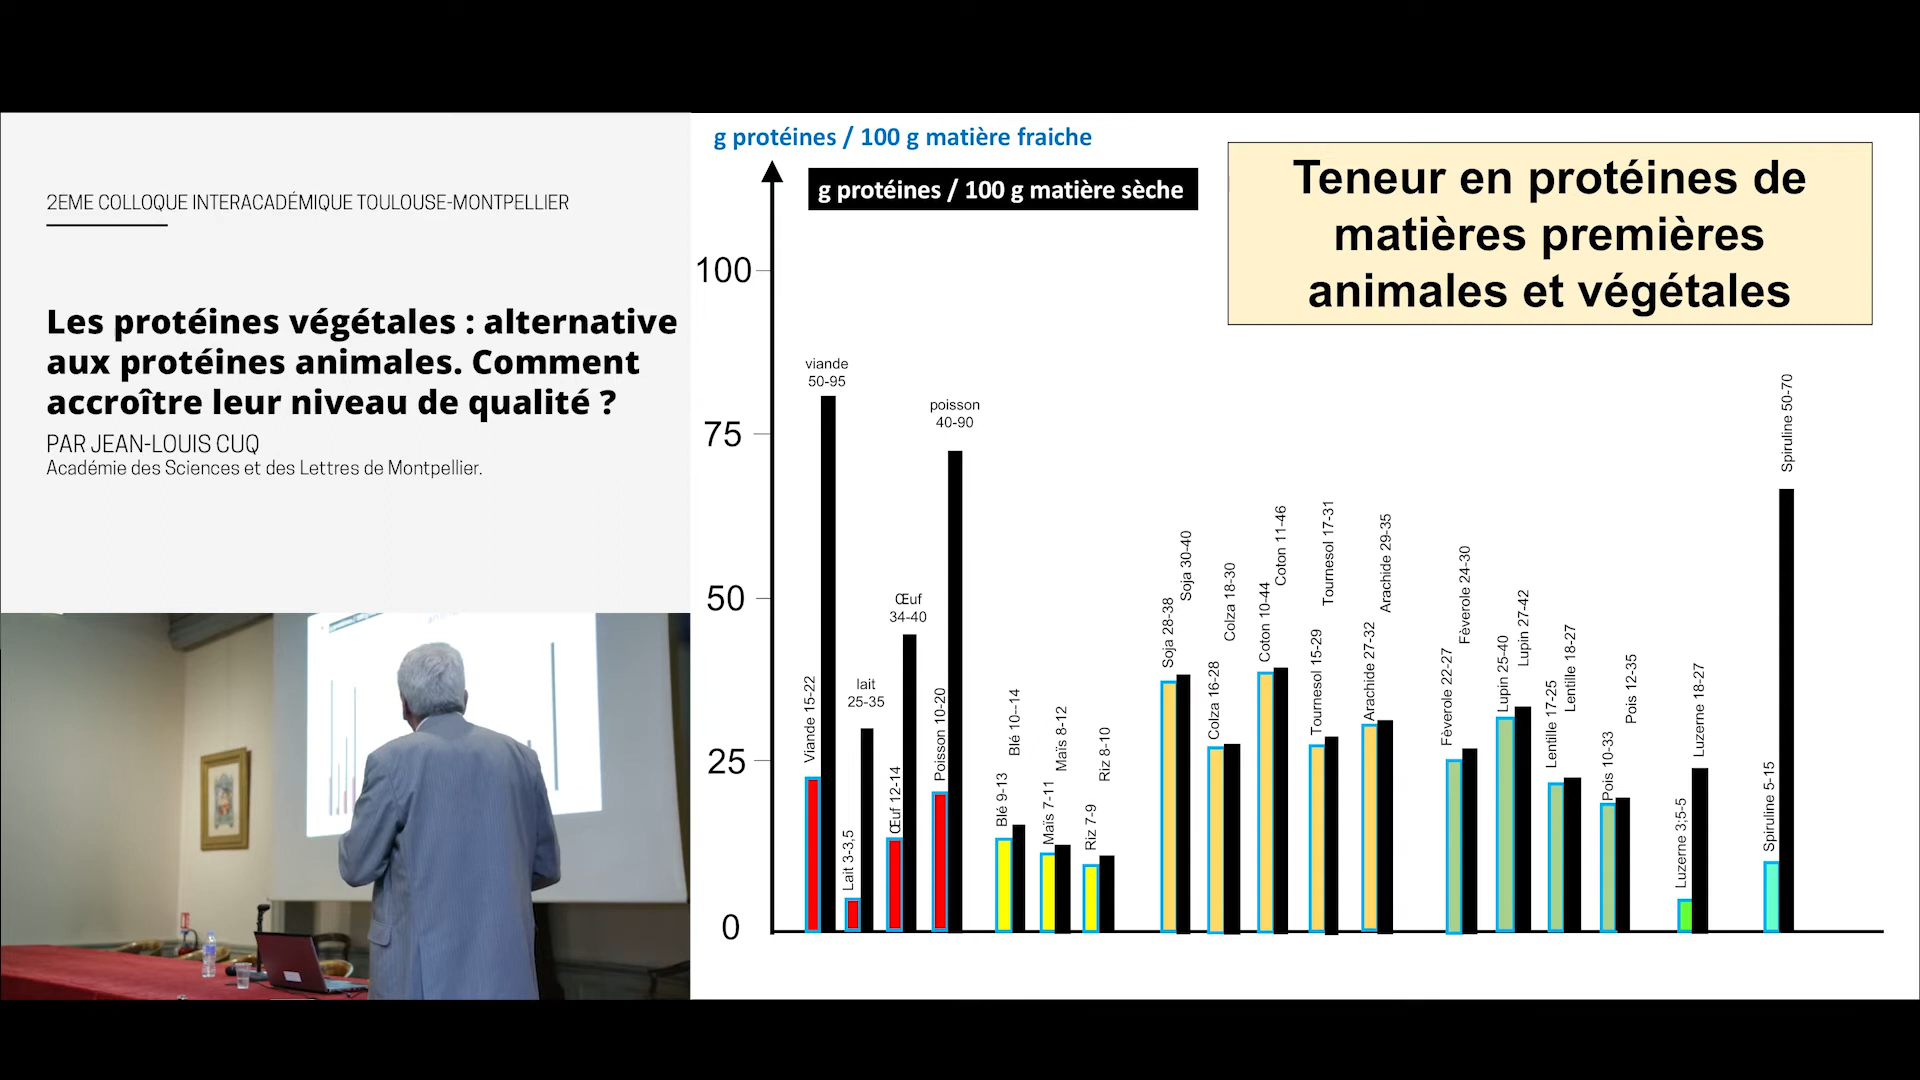 2EME COLLOQUE INTERACADÉMIQUE TOULOUSE-MONTPELLIER
Les protéines végétales : alternative
aux protéines animales. Comment
accroître leur niveau de qualité ?
PAR JEAN-LOUIS CUQ
Académie des Sciences et des Lettres de Montpellier.
g protéines / 100 g matière fraiche
g protéines / 100 g matière sèche
Teneur en protéines de
matières premières
animales et végétales
100
75
50
25
0
Viande 15-22
viande
50-95
Lait 3-3,5
lait
25-35
Œuf 12-14
Œuf
34-40
Poisson 10-20
poisson
40-90
Blé 9-13
Blé 10--14
Maïs 7-11
Maïs 8-12
Riz 7-9
Riz 8-10
Soja 28-38
Soja 30-40
Colza 16-28
Colza 18-30
Coton 10-44
Coton 11-46
Tournesol 15-29
Tournesol 17-31
Arachide 27-32
Arachide 29-35
Fèverole 22-27
Fèverole 24-30
Lupin 25-40
Lupin 27-42
Lentille 17-25
Lentille 18-27
Pois 10-33
Pois 12-35
Luzerne 3;5-5
Luzerne 18-27
Spiruline 5-15
Spiruline 50-70